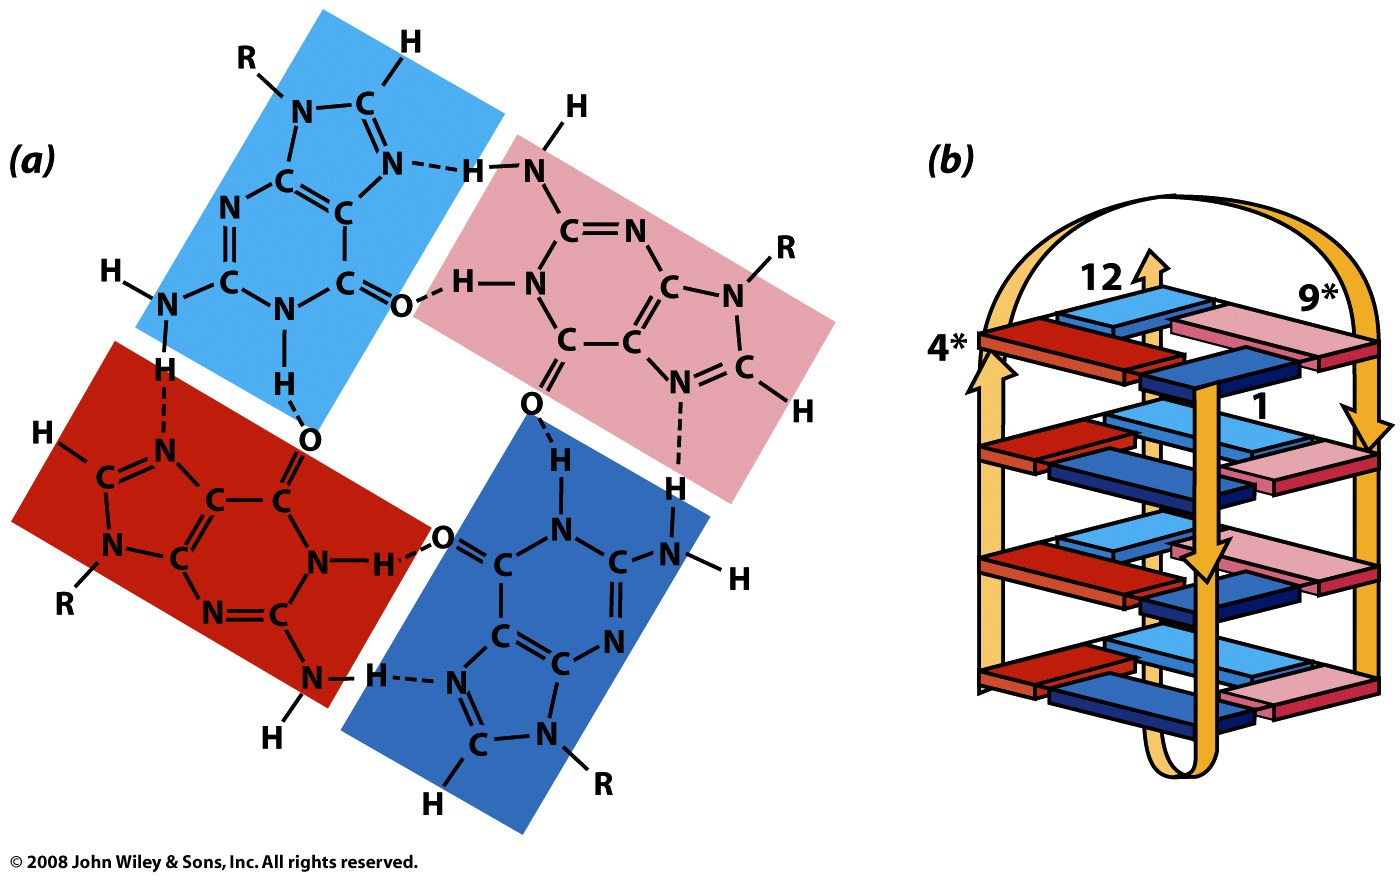 H
R
C
N
H
(a)
N
(b)
H N
C
N C
C N
R
H
12
C C H N C N
9*
N N O
C C
4*
H H N C
O H
1
H O
N H
C H
C C
N
N O
C N H C C N
H
R N C
C N
C
N H N
H C N
R
H
© 2008 John Wiley & Sons, Inc. All rights reserved.